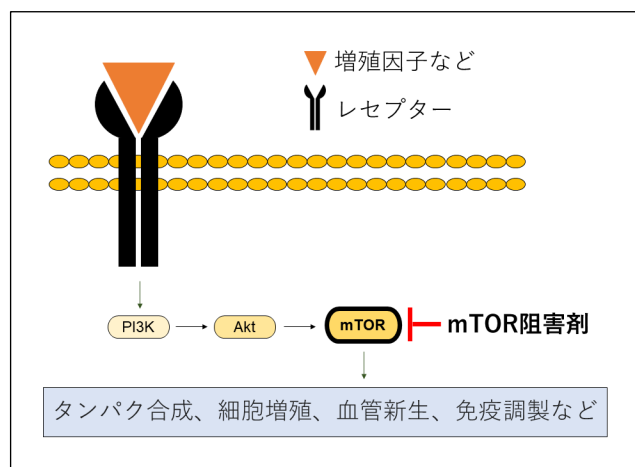 増殖因子など
レセプター
PI3K
Akt
mTOR
mTOR阻害剤
タンパク合成、細胞増殖、血管新生、免疫調製など